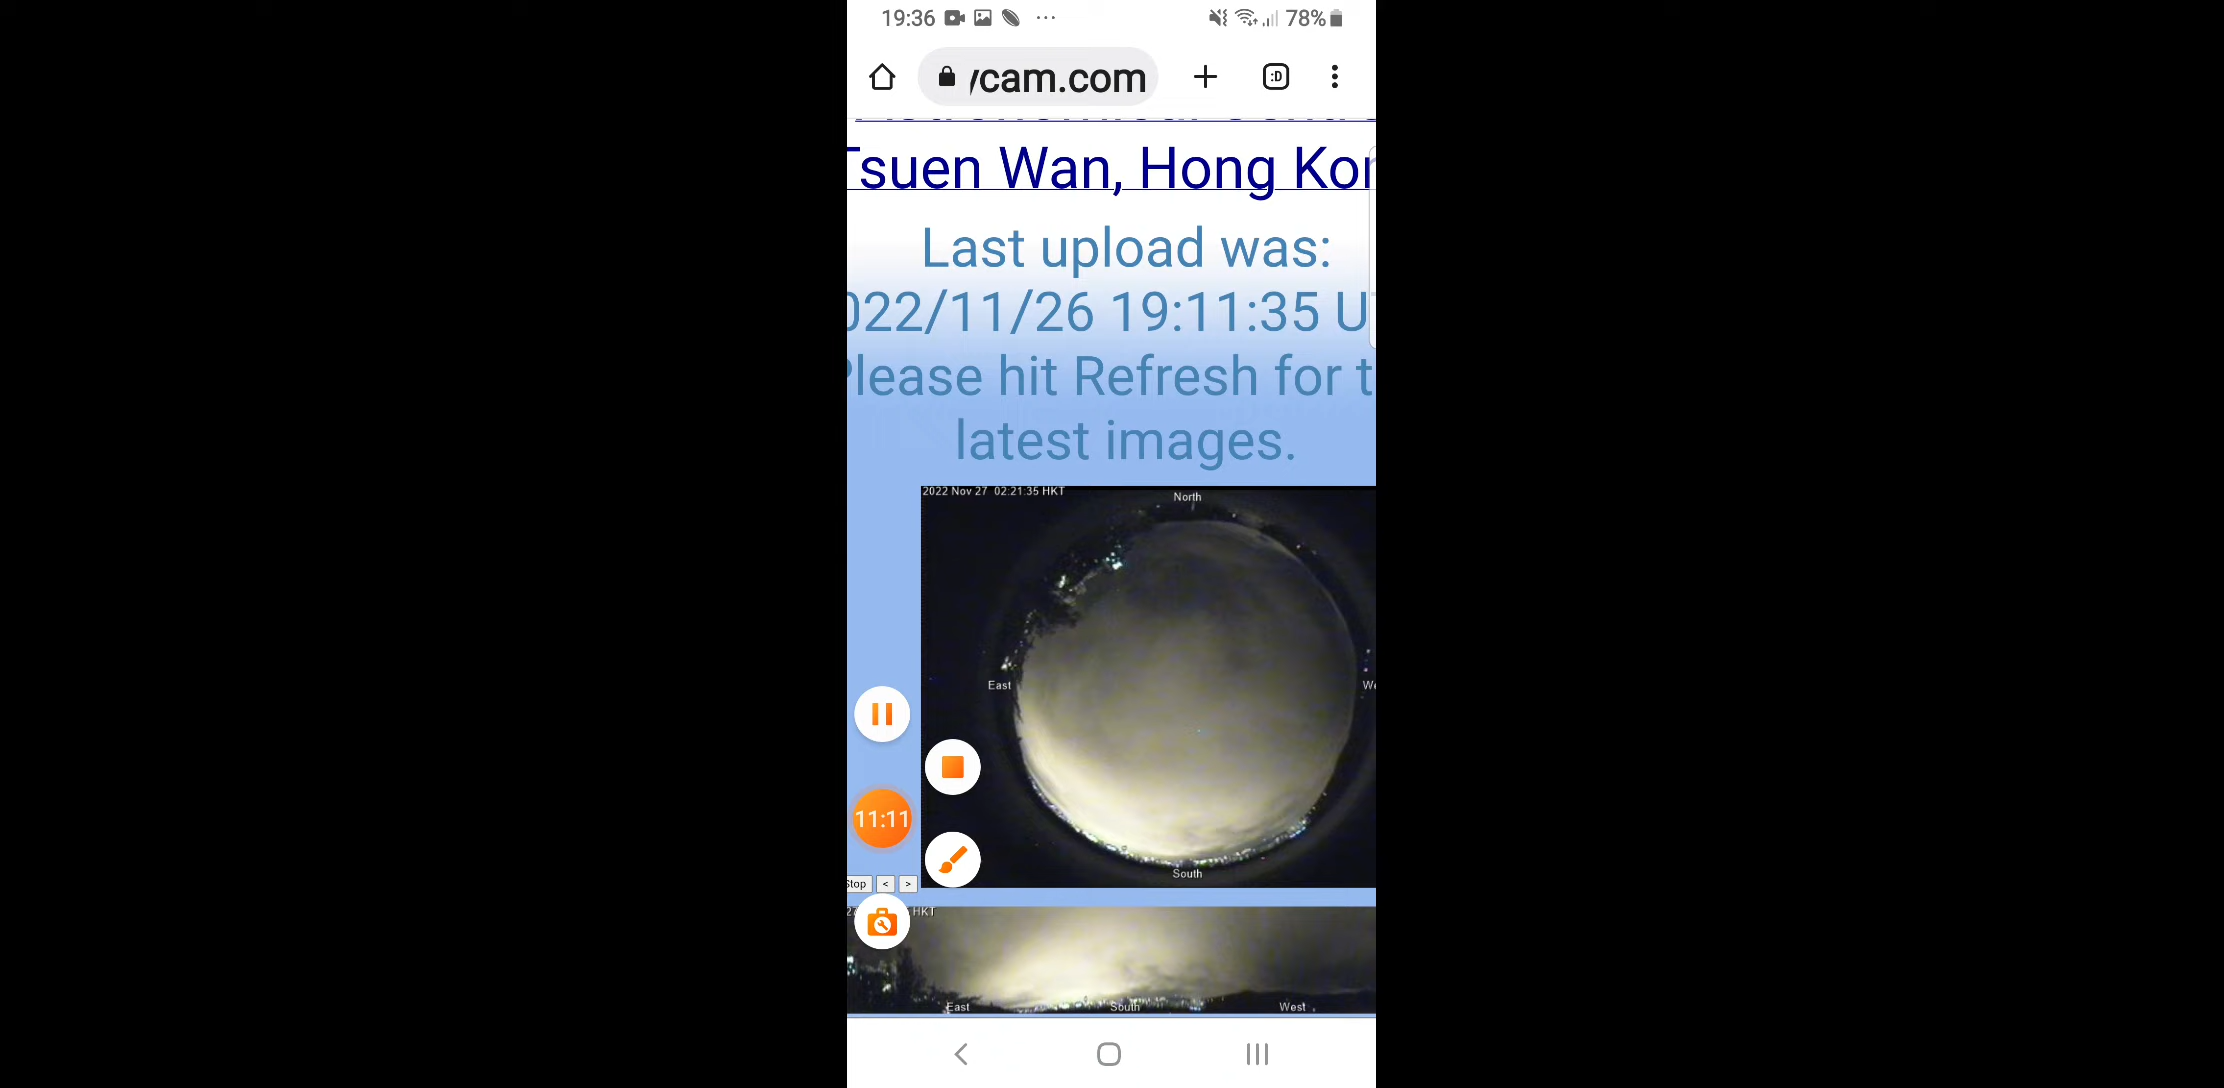 19:36
78%
cam.com
Tsuen Wan, Hong Kon
Last upload was:
022/11/26 19:11:35 U
Please hit Refresh for t
latest images.
2022 Nov 27 02:21:35 HKT
North
East
We
11:11
Stop < >
South
HKT
East South West